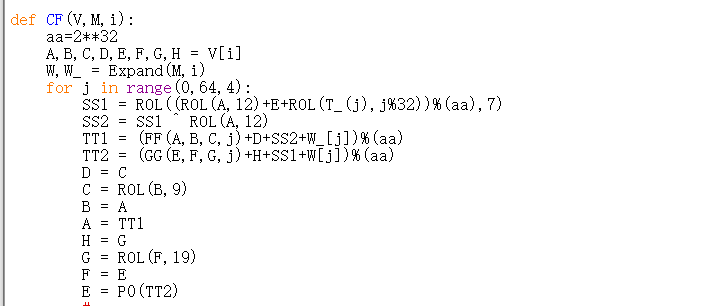 def CF(V,M,i):
    aa=2**32
    A,B,C,D,E,F,G,H = V[i]
    W,W_ = Expand(M,i)
    for j in range(0,64,4):
        SS1 = ROL((ROL(A,12)+E+ROL(T_(j),j%32))%(aa),7)
        SS2 = SS1 ^ ROL(A,12)
        TT1 = (FF(A,B,C,j)+D+SS2+W_[j])%(aa)
        TT2 = (GG(E,F,G,j)+H+SS1+W[j])%(aa)
        D = C
        C = ROL(B,9)
        B = A
        A = TT1
        H = G
        G = ROL(F,19)
        F = E
        E = P0(TT2)